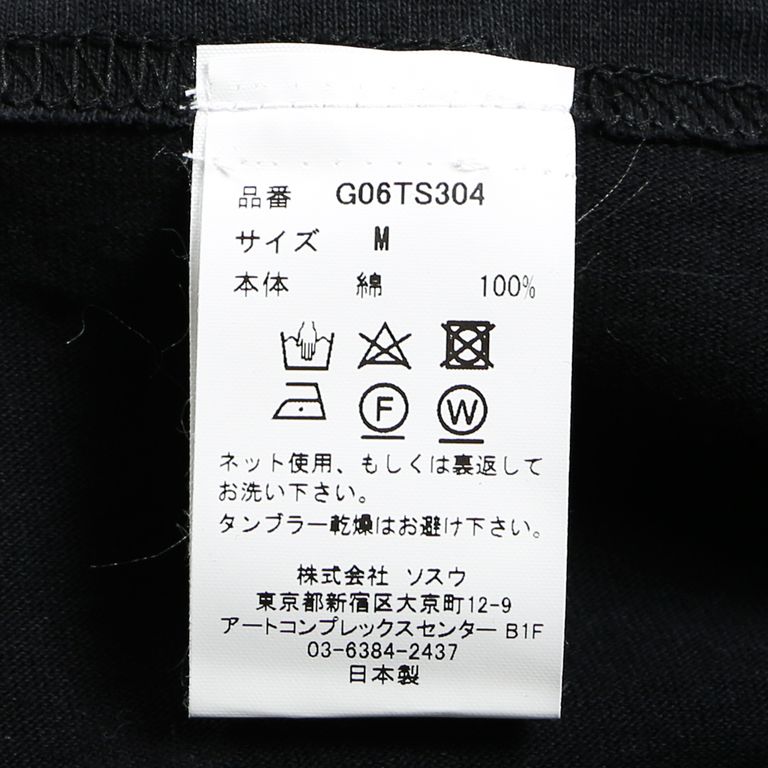 品番 G06TS304
サイズ M
本体 綿 100%
F W
ネット使用、もしくは裏返して
お洗い下さい。
タンブラー乾燥はお避け下さい。
株式会社 ソスウ
東京都新宿区大京町12-9
アートコンプレックスセンター B1F
03-6384-2437
日本製